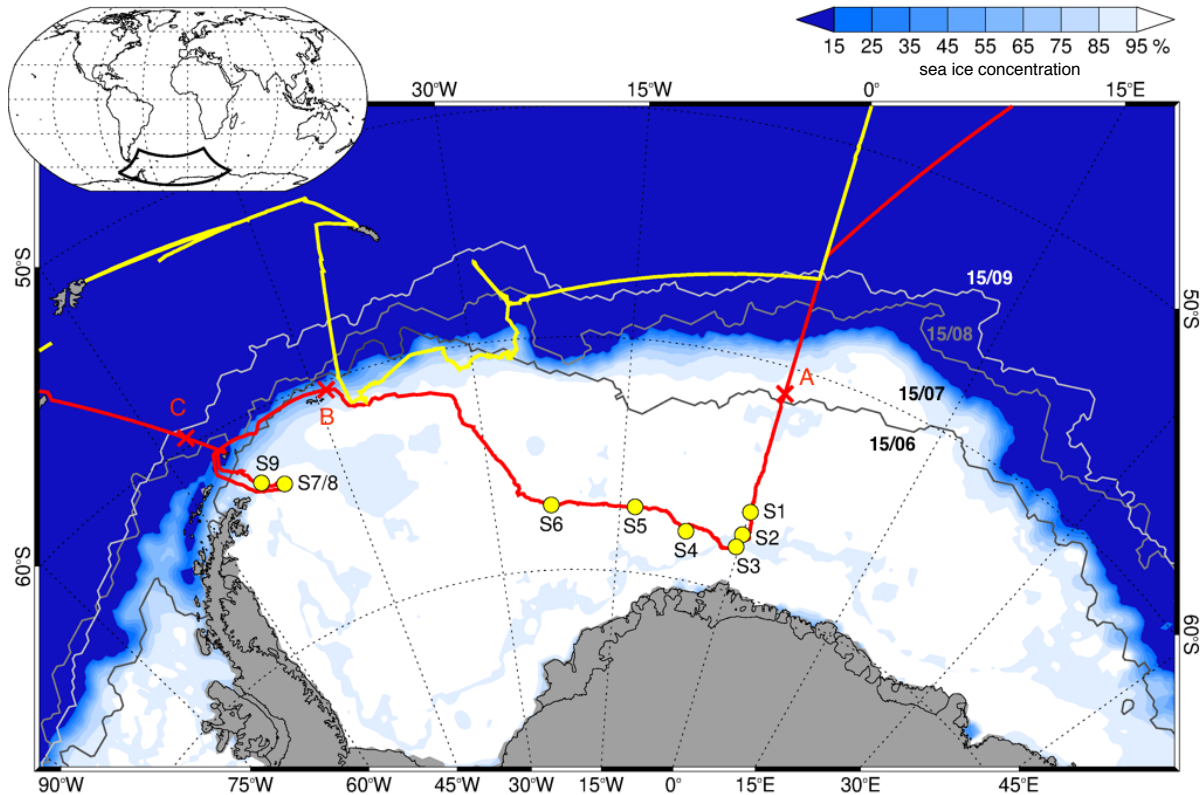 15 25 35 45 55 65 75 85 95 %
sea ice concentration
30°W 15°W 0° 15°E
50°S
50°S
60°S
60°S
15/09
15/08
15/07
15/06
A
B
C
S9
S7/8
S6
S5
S4
S1
S2
S3
90°W 75°W 60°W 45°W 30°W 15°W 0° 15°E 30°E 45°E